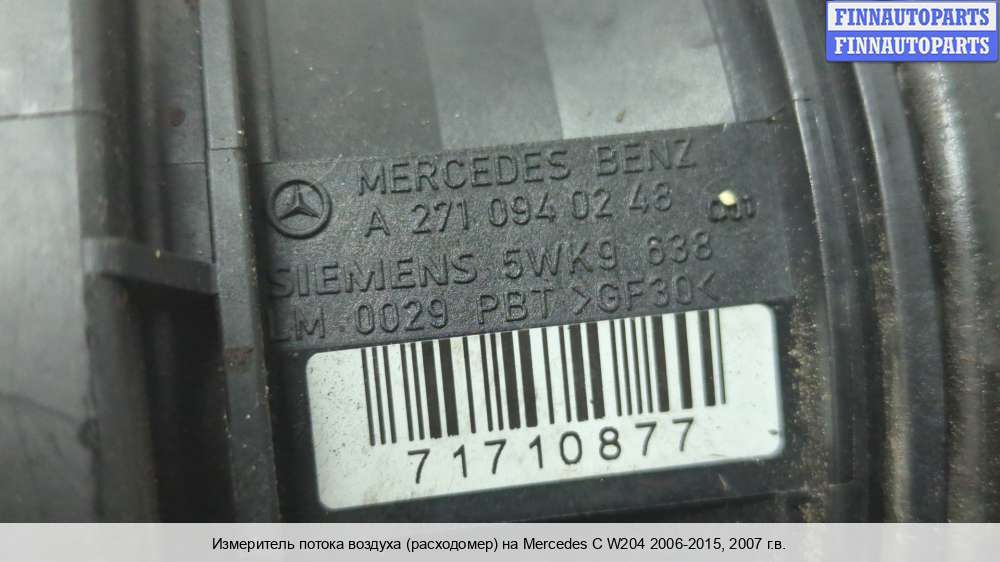 FINNAUTOPARTS
FINNAUTOPARTS
MERCEDES BENZ
A 271 094 02 48
SIEMENS 5WK9 638
LM 0029 PBT >GF30<
71710877
Измеритель потока воздуха (расходомер) на Mercedes C W204 2006-2015, 2007 г.в.